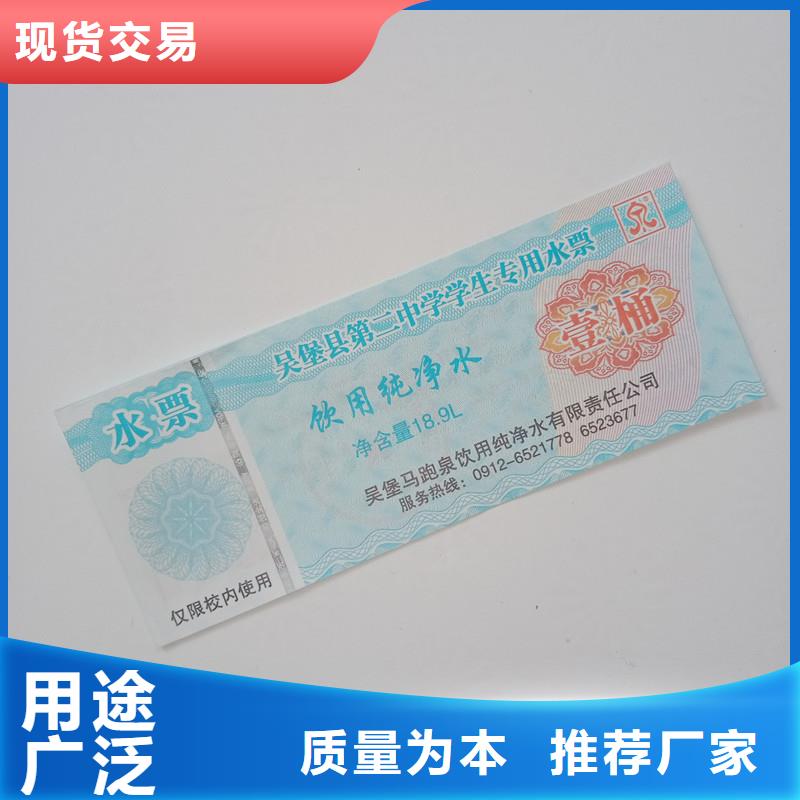 现货交易
吴堡县第二中学学生专用水票
水票
饮用纯净水
净含量18.9L
壹桶
吴堡马跑泉饮用纯净水有限责任公司
服务热线：0912-6521778 6523677
仅限校内使用
用途广泛
质量为本 推荐厂家